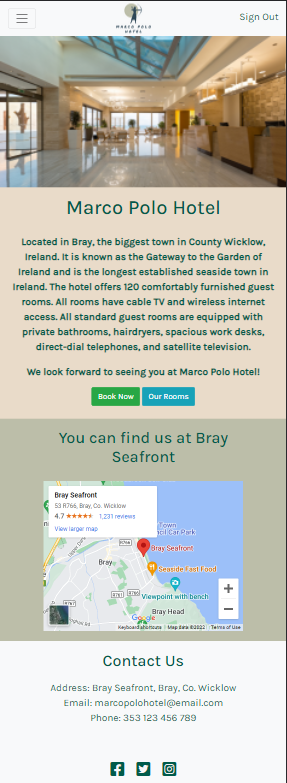 MARCO POLO
HOTEL
Sign Out
Marco Polo Hotel
Located in Bray, the biggest town in County Wicklow,
Ireland. It is known as the Gateway to the Garden of
Ireland and is the longest established seaside town in
Ireland. The hotel offers 120 comfortably furnished guest
rooms. All rooms have cable TV and wireless internet
access. All standard guest rooms are equipped with
private bathrooms, hairdryers, spacious work desks,
direct-dial telephones, and satellite television.
We look forward to seeing you at Marco Polo Hotel!
Book Now Our Rooms
You can find us at Bray
Seafront
Bray Seafront
53 R766, Bray, Co. Wicklow
4.7 ★★★★★ 1,231 reviews
View larger map
Town
ncil Car Park
R766
Bray Seafront
Bray
Seaside Fast Food
R761
R767
Viewpoint with bench
R761
R766
Bray Head
Google
Keyboard shortcuts Map data ©2022 Terms of Use
Contact Us
Address: Bray Seafront, Bray, Co. Wicklow
Email: marcopolohotel@email.com
Phone: 353 123 456 789